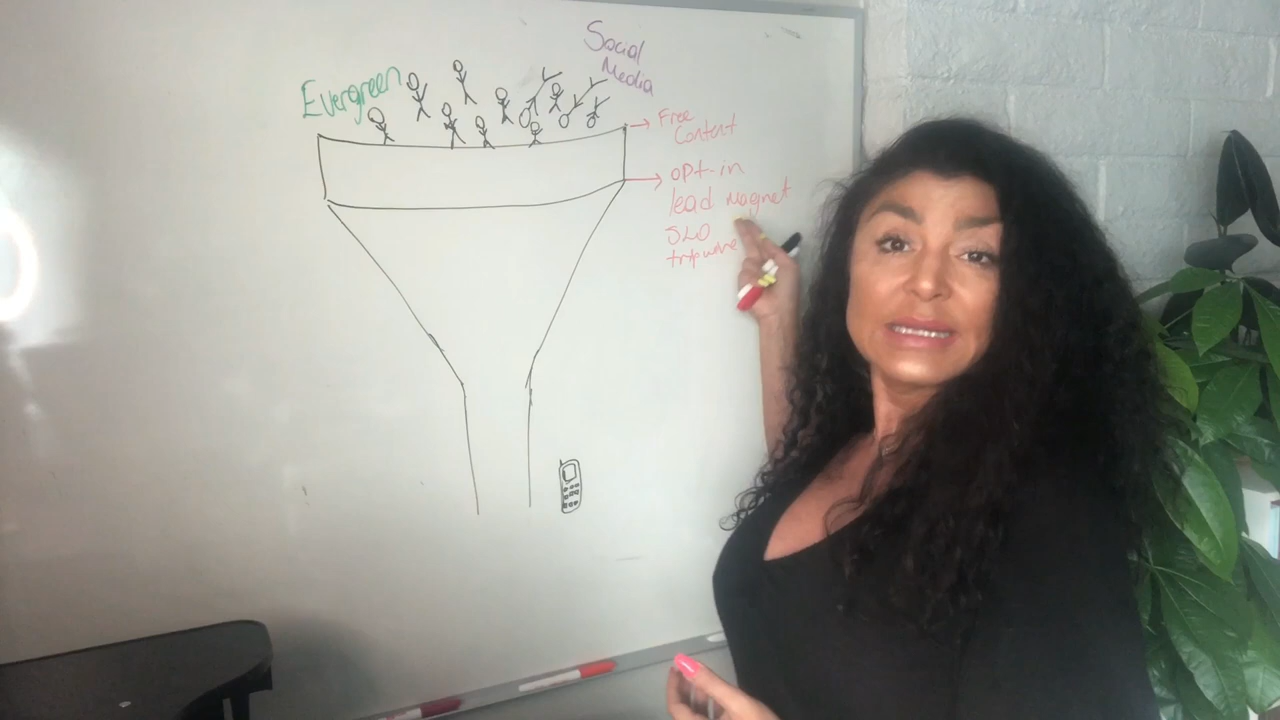 Social
Media
Evergreen
Free
Content
OPt-in
lead magnet
SLO
tripwire